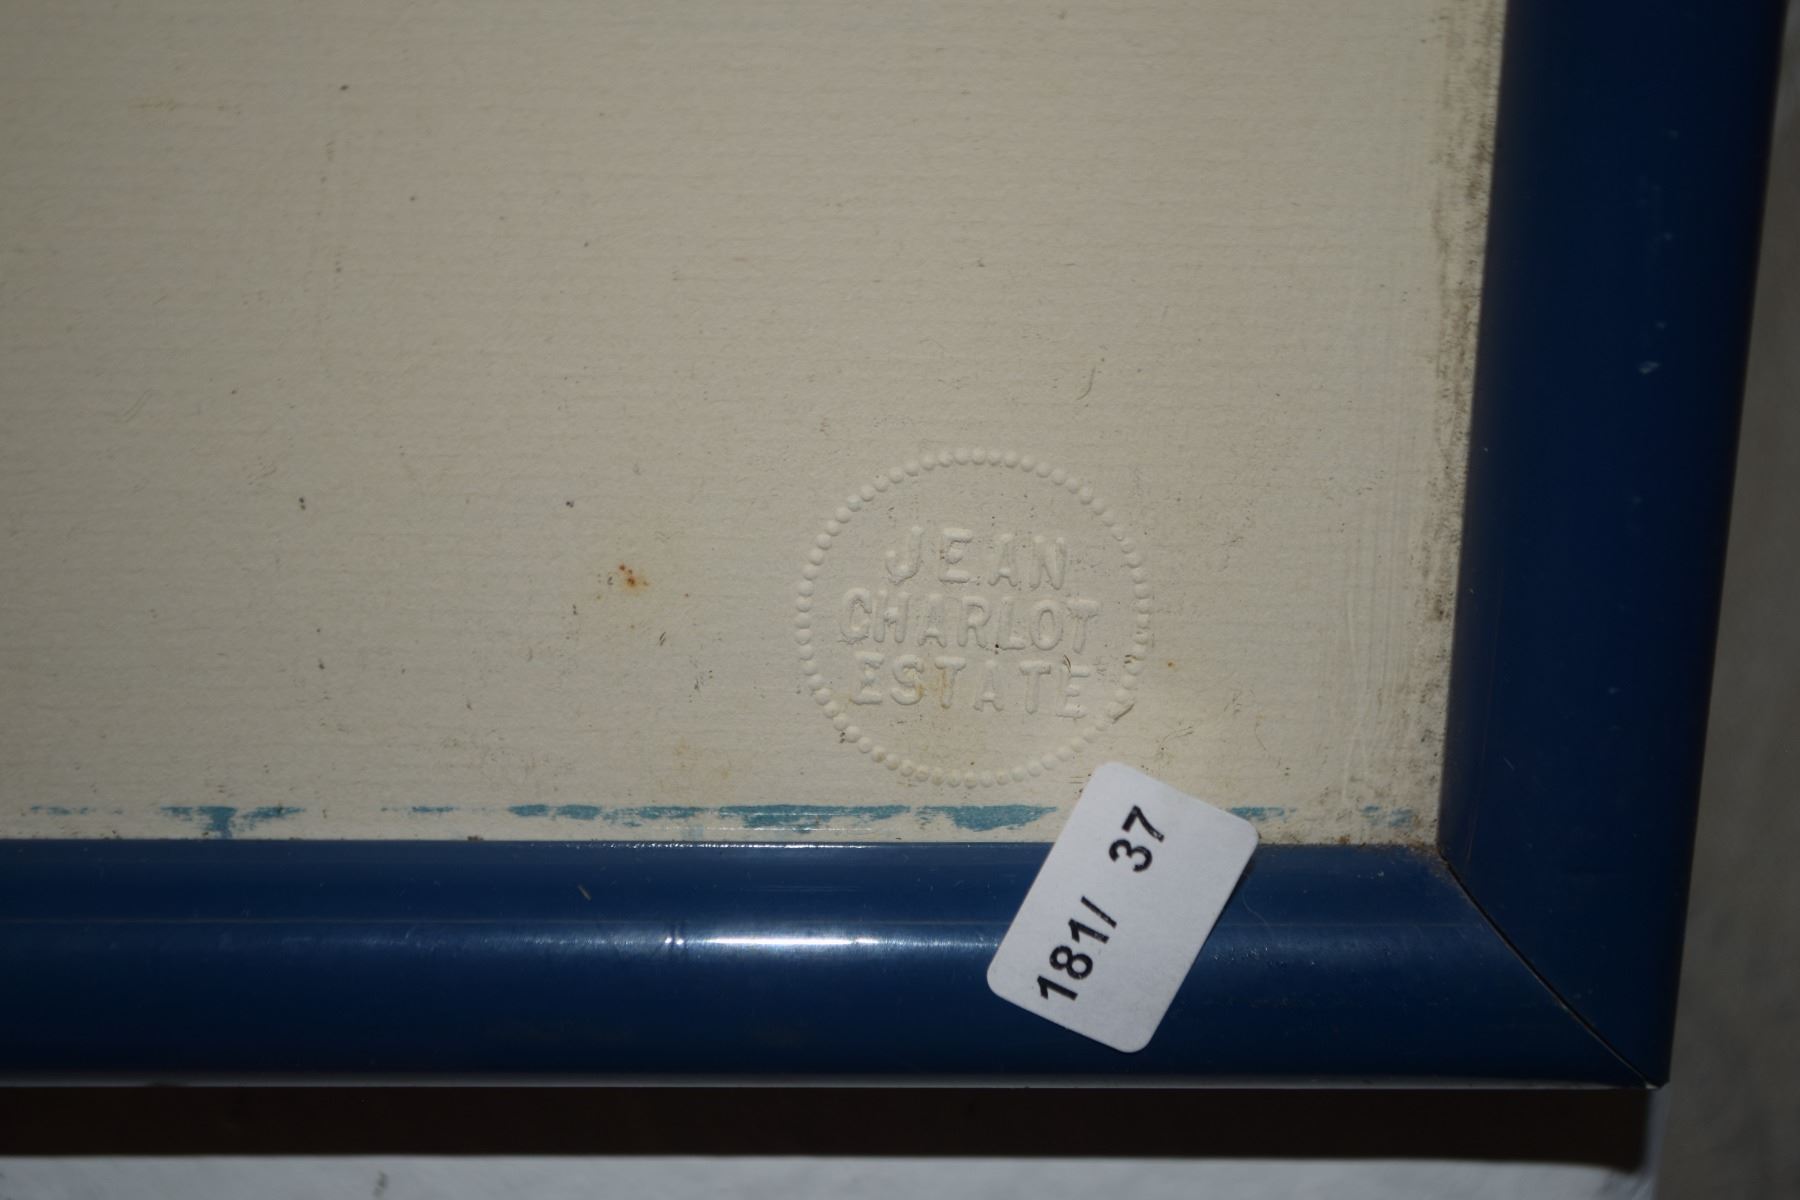 JEAN
CHARLOT
ESTATE
181/ 37